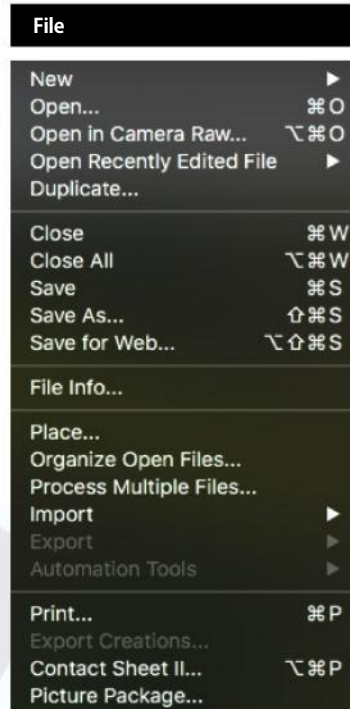 File
New ▶
Open... ⌘O
Open in Camera Raw... ⌥⌘O
Open Recently Edited File ▶
Duplicate...
Close ⌘W
Close All ⌥⌘W
Save ⌘S
Save As... ⇧⌘S
Save for Web... ⌥⇧⌘S
File Info...
Place...
Organize Open Files...
Process Multiple Files...
Import ▶
Export ▶
Automation Tools ▶
Print... ⌘P
Export Creations...
Contact Sheet II... ⌥⌘P
Picture Package...